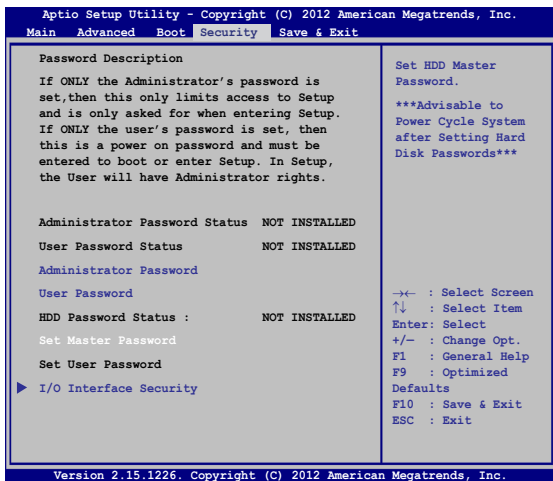 Aptio Setup Utility - Copyright (C) 2012 American Megatrends, Inc.
Main Advanced Boot Security Save & Exit
Password Description
If ONLY the Administrator's password is
set,then this only limits access to Setup
and is only asked for when entering Setup.
If ONLY the user's password is set, then
this is a power on password and must be
entered to boot or enter Setup. In Setup,
the User will have Administrator rights.
Administrator Password Status NOT INSTALLED
User Password Status NOT INSTALLED
Administrator Password
User Password
HDD Password Status : NOT INSTALLED
Set Master Password
Set User Password
I/O Interface Security
Set HDD Master
Password.
***Advisable to
Power Cycle System
after Setting Hard
Disk Passwords***
→← : Select Screen
↑↓ : Select Item
Enter: Select
+/— : Change Opt.
F1 : General Help
F9 : Optimized
Defaults
F10 : Save & Exit
ESC : Exit
Version 2.15.1226. Copyright (C) 2012 American Megatrends, Inc.